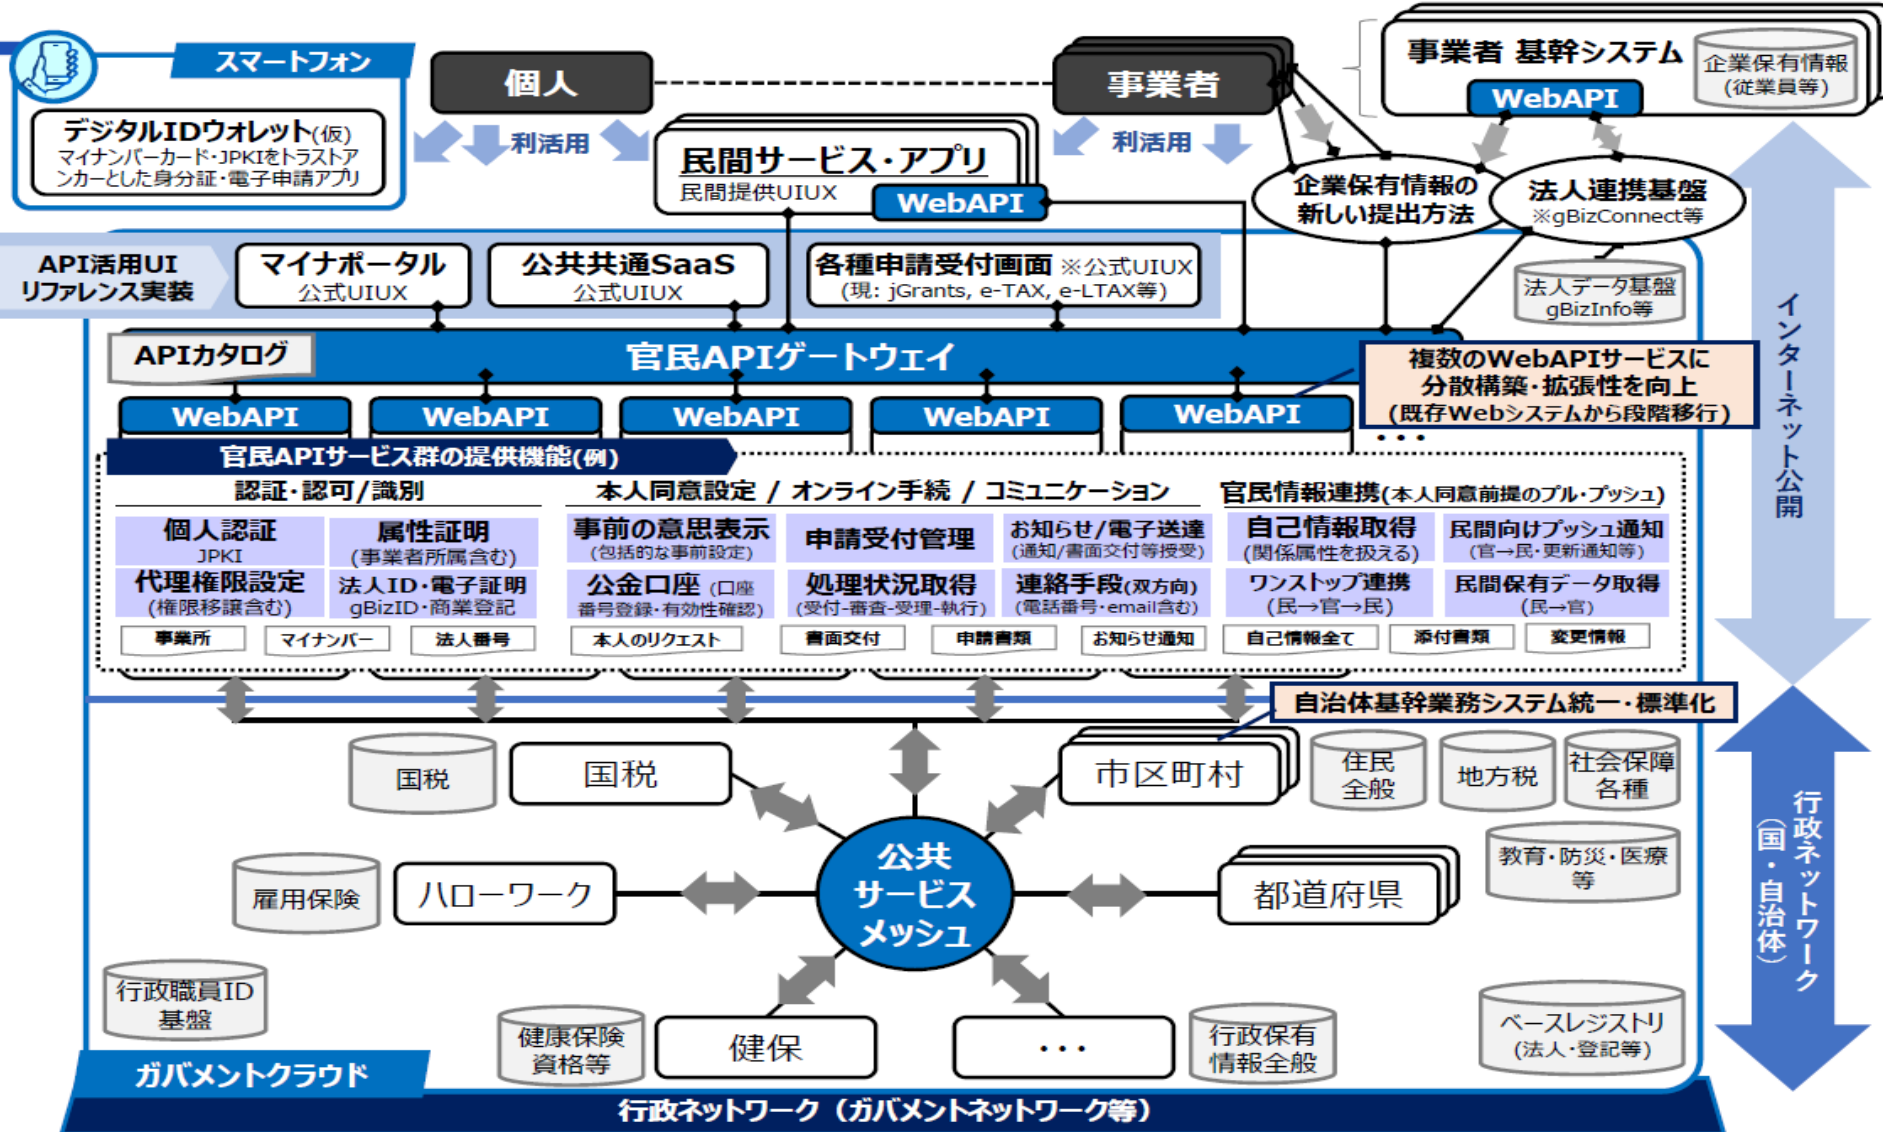 スマートフォン
デジタルIDウォレット(仮)
マイナンバーカード・JPKIをトラストア
ンカーとした身分証・電子申請アプリ
個人
事業者
利活用
利活用
民間サービス・アプリ
民間提供UIUX
WebAPI
事業者 基幹システム
WebAPI
企業保有情報
(従業員等)
企業保有情報の
新しい提出方法
法人連携基盤
※gBizConnect等
法人データ基盤
gBizInfo等
API活用UI
リファレンス実装
マイナポータル
公式UIUX
公共共通SaaS
公式UIUX
各種申請受付画面 ※公式UIUX
(現: jGrants, e-TAX, e-LTAX等)
APIカタログ
官民APIゲートウェイ
複数のWebAPIサービスに
分散構築・拡張性を向上
(既存Webシステムから段階移行)
WebAPI
WebAPI
WebAPI
WebAPI
WebAPI
・・・
官民APIサービス群の提供機能(例)
認証・認可/識別
個人認証
JPKI
属性証明
(事業者所属含む)
代理権限設定
(権限移譲含む)
法人ID・電子証明
gBizID・商業登記
事業所
マイナンバー
法人番号
本人同意設定 / オンライン手続 / コミュニケーション
事前の意思表示
(包括的な事前設定)
申請受付管理
お知らせ/電子送達
(通知/書面交付等授受)
公金口座 (口座
番号登録・有効性確認)
処理状況取得
(受付-審査-受理-執行)
連絡手段(双方向)
(電話番号・email含む)
本人のリクエスト
書面交付
申請書類
お知らせ通知
官民情報連携(本人同意前提のプル・プッシュ)
自己情報取得
(関係属性を扱える)
民間向けプッシュ通知
(官→民・更新通知等)
ワンストップ連携
(民→官→民)
民間保有データ取得
(民→官)
自己情報全て
添付書類
変更情報
インターネット公開
自治体基幹業務システム統一・標準化
国税
国税
市区町村
住民
全般
地方税
社会保障
各種
雇用保険
ハローワーク
公共
サービス
メッシュ
都道府県
教育・防災・医療
等
行政職員ID
基盤
健康保険
資格等
健保
・・・
行政保有
情報全般
ベースレジストリ
(法人・登記等)
行政ネットワーク
(国・自治体)
ガバメントクラウド
行政ネットワーク（ガバメントネットワーク等）